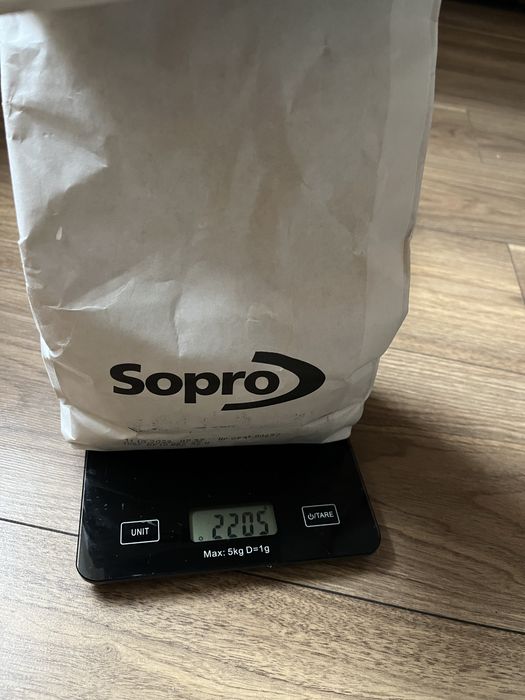 Sopro
UNIT
2205
⏻/TARE
Max: 5kg D=1g